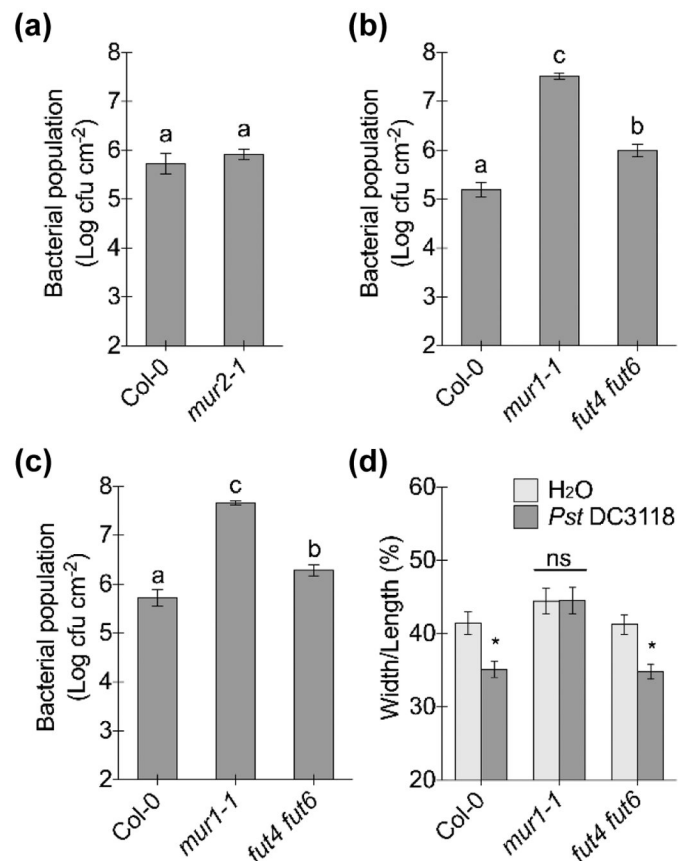 (a)
Bacterial population
(Log cfu cm-2)
8
7
6
5
4
3
2
a
a
Col-0
mur2-1
(b)
Bacterial population
(Log cfu cm-2)
8
7
6
5
4
3
2
a
c
b
Col-0
mur1-1
fut4 fut6
(c)
Bacterial population
(Log cfu cm-2)
8
7
6
5
4
3
2
a
c
b
Col-0
mur1-1
fut4 fut6
(d)
Width/Length (%)
60
50
40
30
20
H2O
Pst DC3118
*
ns
*
Col-0
mur1-1
fut4 fut6